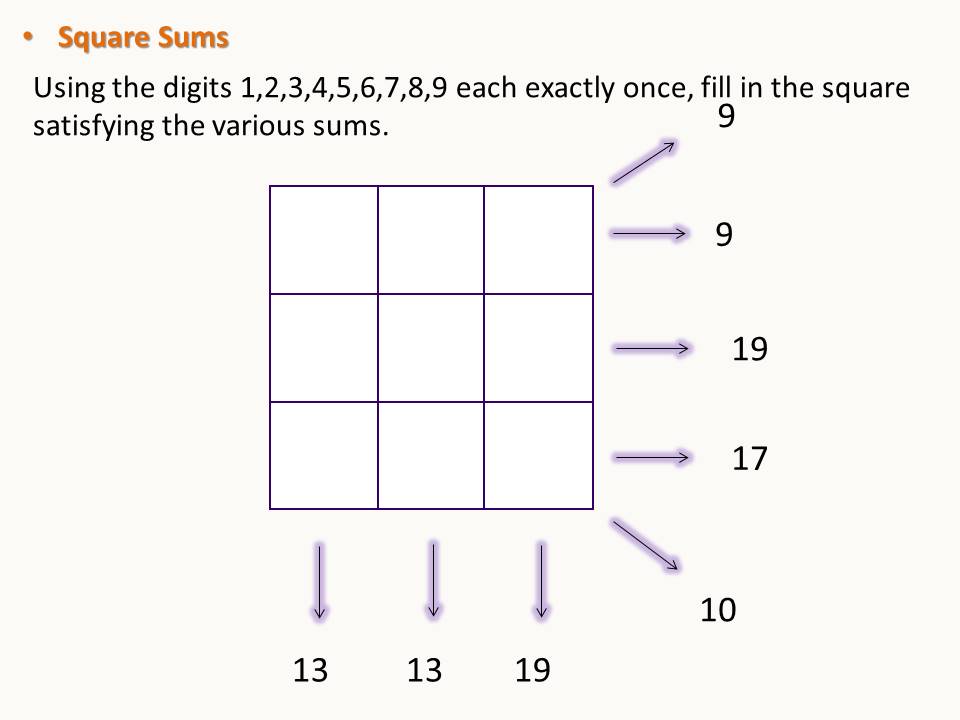 • Square Sums
Using the digits 1,2,3,4,5,6,7,8,9 each exactly once, fill in the square
satisfying the various sums.
9
9
19
17
10
13 13 19